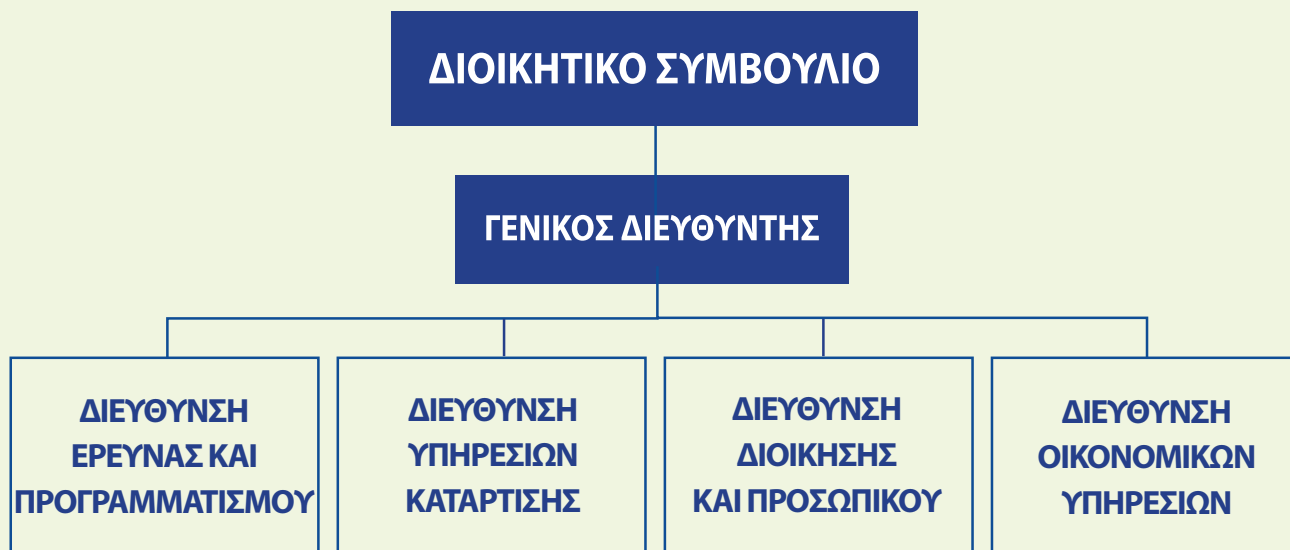 ΔΙΟΙΚΗΤΙΚΟ ΣΥΜΒΟΥΛΙΟ
ΓΕΝΙΚΟΣ ΔΙΕΥΘΥΝΤΗΣ
ΔΙΕΥΘΥΝΣΗ
ΕΡΕΥΝΑΣ ΚΑΙ
ΠΡΟΓΡΑΜΜΑΤΙΣΜΟΥ
ΔΙΕΥΘΥΝΣΗ
ΥΠΗΡΕΣΙΩΝ
ΚΑΤΑΡΤΙΣΗΣ
ΔΙΕΥΘΥΝΣΗ
ΔΙΟΙΚΗΣΗΣ
ΚΑΙ ΠΡΟΣΩΠΙΚΟΥ
ΔΙΕΥΘΥΝΣΗ
ΟΙΚΟΝΟΜΙΚΩΝ
ΥΠΗΡΕΣΙΩΝ